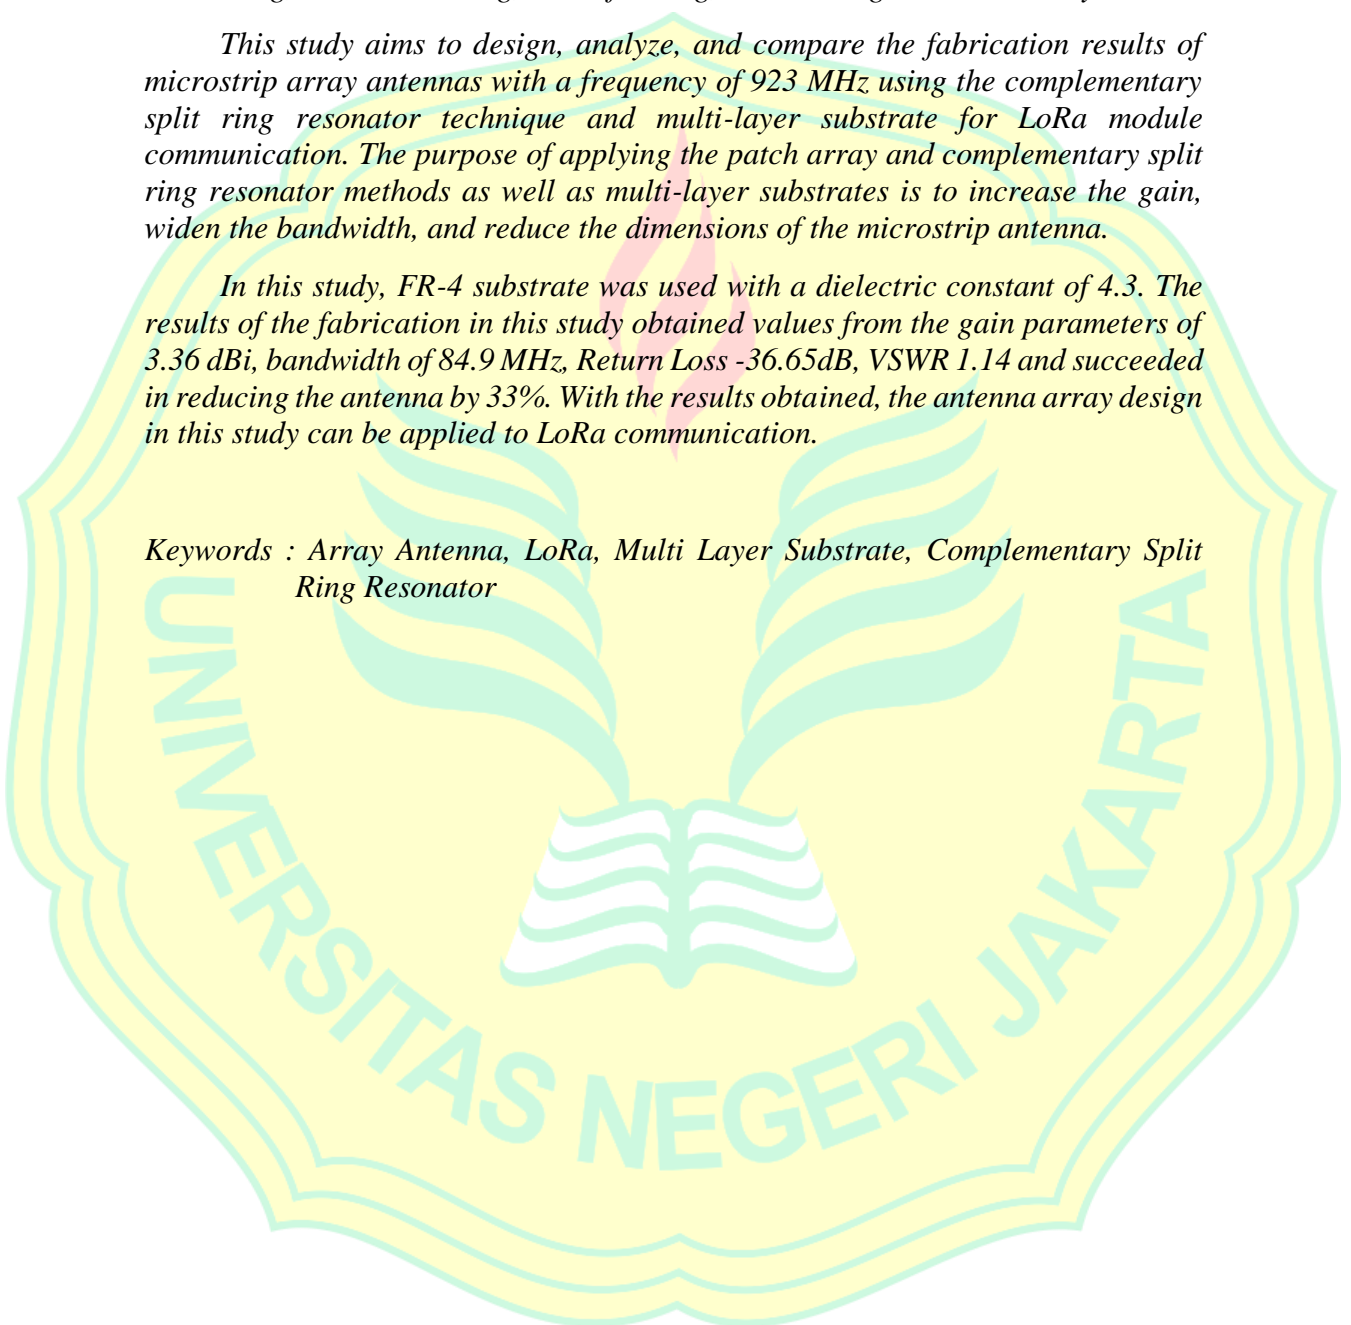 This study aims to design, analyze, and compare the fabrication results of
microstrip array antennas with a frequency of 923 MHz using the complementary
split ring resonator technique and multi-layer substrate for LoRa module
communication. The purpose of applying the patch array and complementary split
ring resonator methods as well as multi-layer substrates is to increase the gain,
widen the bandwidth, and reduce the dimensions of the microstrip antenna.
In this study, FR-4 substrate was used with a dielectric constant of 4.3. The
results of the fabrication in this study obtained values from the gain parameters of
3.36 dBi, bandwidth of 84.9 MHz, Return Loss -36.65dB, VSWR 1.14 and succeeded
in reducing the antenna by 33%. With the results obtained, the antenna array design
in this study can be applied to LoRa communication.
Keywords : Array Antenna, LoRa, Multi Layer Substrate, Complementary Split
Ring Resonator
UNIVERSITAS NEGERI JAKARTA